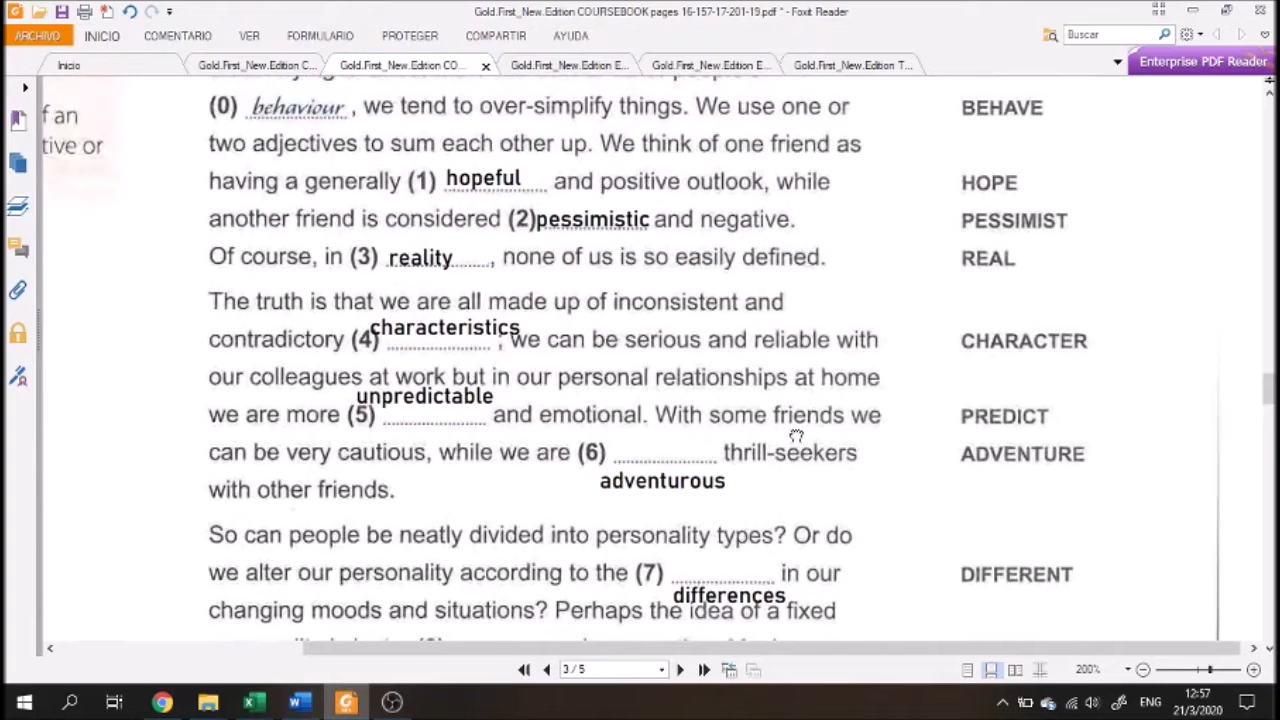 Gold.First_New.Edition COURSEBOOK pages 16-157-17-201-19.pdf * - Foxit Reader
ARCHIVO INICIO COMENTARIO VER FORMULARIO PROTEGER COMPARTIR AYUDA Buscar
Inicio Gold.First_New.Edition C... Gold.First_New.Edition CO... Gold.First_New.Edition E... Gold.First_New.Edition E... Gold.First_New.Edition T... Enterprise PDF Reader
f an
tive or
(0) behaviour, we tend to over-simplify things. We use one or BEHAVE
two adjectives to sum each other up. We think of one friend as
having a generally (1) hopeful and positive outlook, while HOPE
another friend is considered (2) pessimistic and negative. PESSIMIST
Of course, in (3) reality, none of us is so easily defined. REAL
The truth is that we are all made up of inconsistent and
contradictory (4) characteristics; we can be serious and reliable with CHARACTER
our colleagues at work but in our personal relationships at home
we are more (5) unpredictable and emotional. With some friends we PREDICT
can be very cautious, while we are (6) thrill-seekers ADVENTURE
adventurous
with other friends.
So can people be neatly divided into personality types? Or do
we alter our personality according to the (7) in our DIFFERENT
differences
changing moods and situations? Perhaps the idea of a fixed
3 / 5 200%
ENG
12:57
21/3/2020